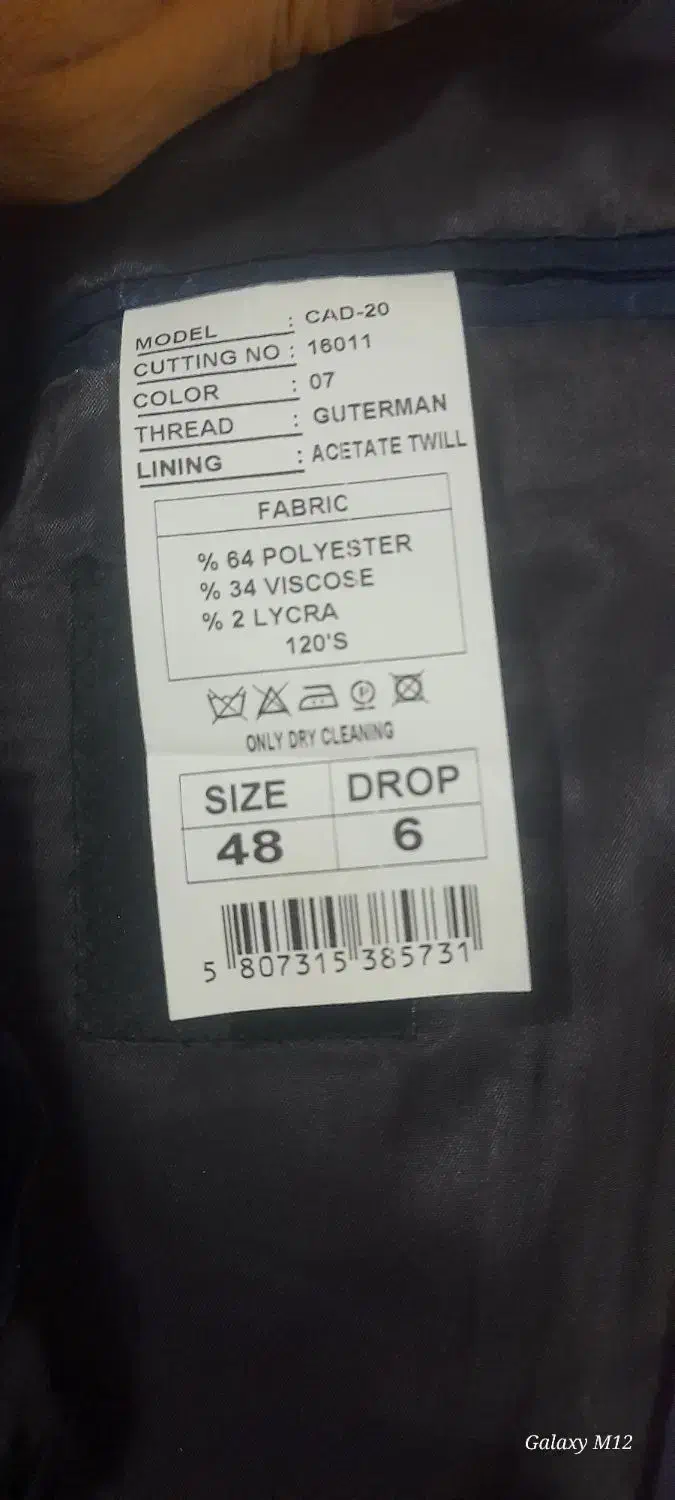 MODEL : CAD-20
CUTTING NO : 16011
COLOR : 07
THREAD : GUTERMAN
LINING : ACETATE TWILL
FABRIC
% 64 POLYESTER
% 34 VISCOSE
% 2 LYCRA
120'S
P
ONLY DRY CLEANING
SIZE DROP
48 6
5 807315 385731
Galaxy M12